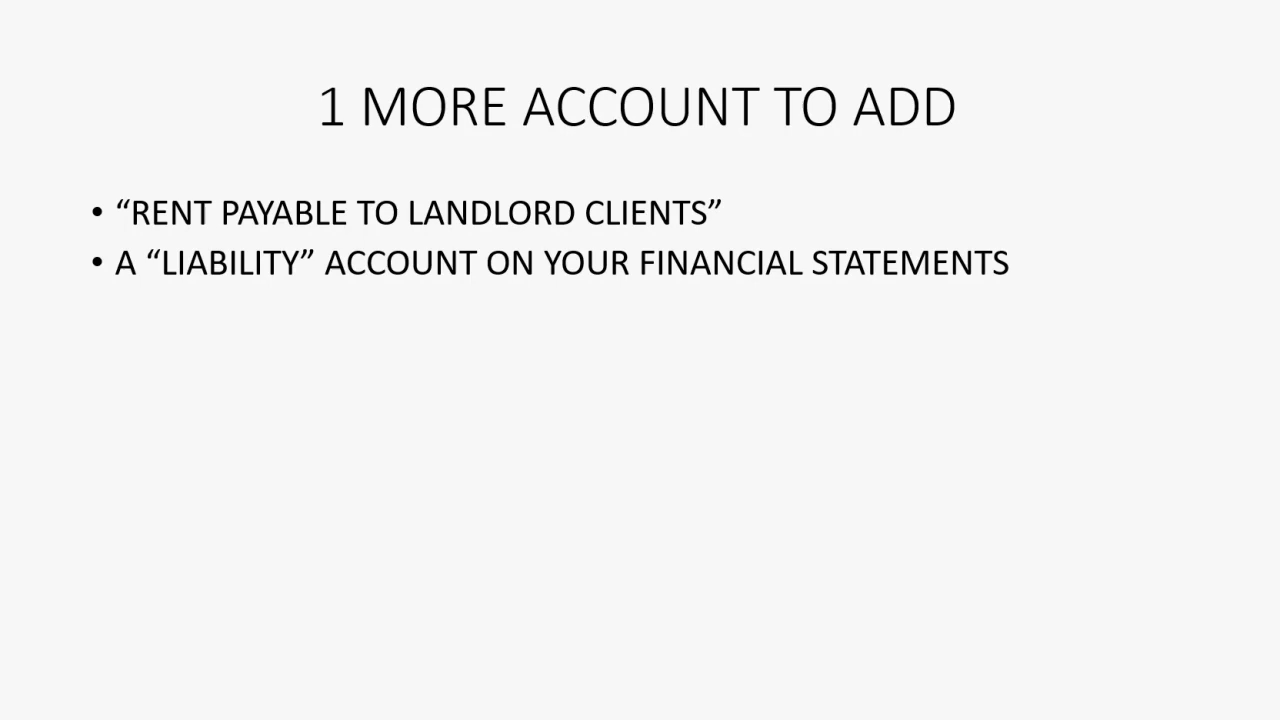 1 MORE ACCOUNT TO ADD
• “RENT PAYABLE TO LANDLORD CLIENTS”
• A “LIABILITY” ACCOUNT ON YOUR FINANCIAL STATEMENTS